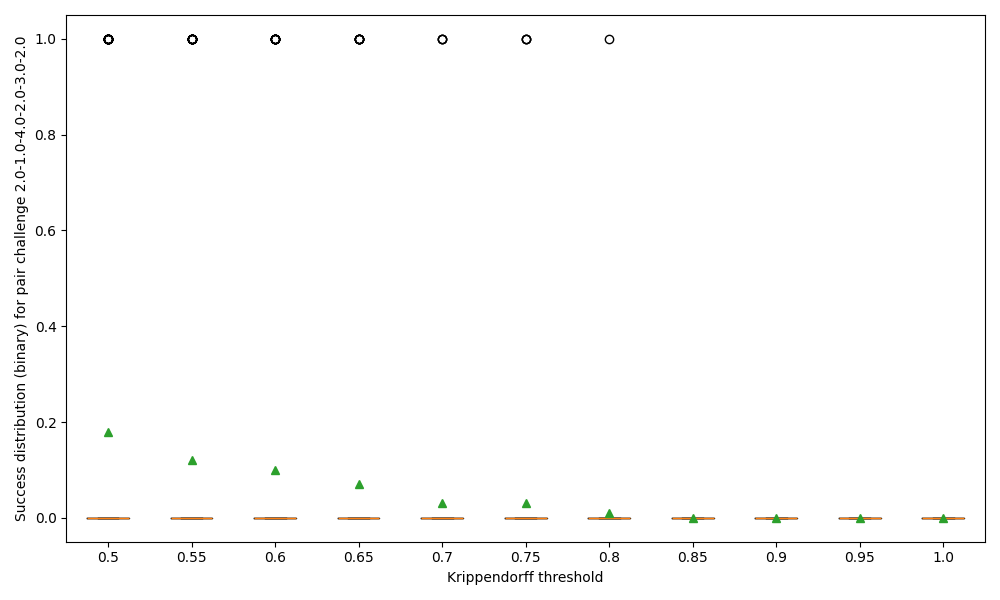 Success distribution (binary) for pair challenge 2.0-1.0-4.0-2.0-3.0-2.0
1.0
0.8
0.6
0.4
0.2
0.0
0.5 0.55 0.6 0.65 0.7 0.75 0.8 0.85 0.9 0.95 1.0
Krippendorff threshold